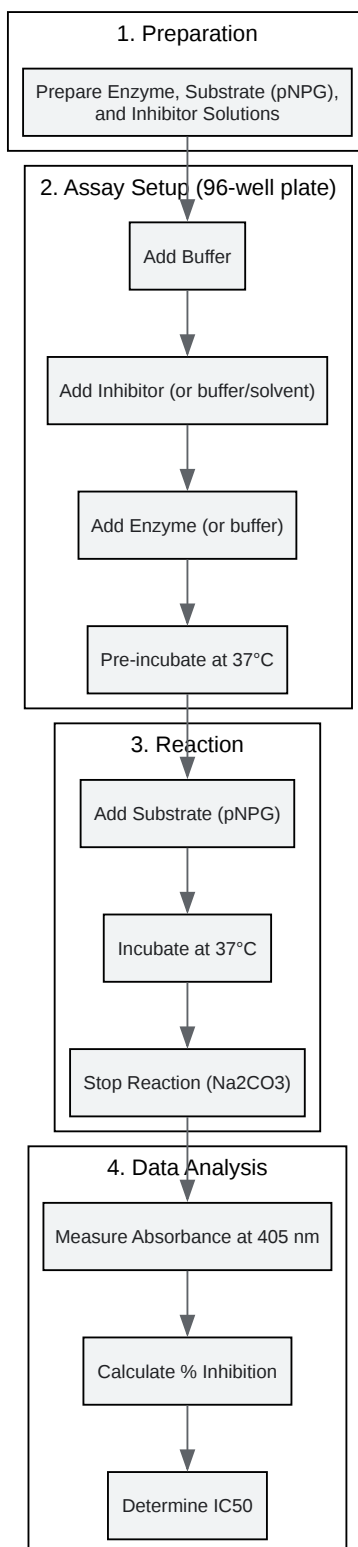 1. Preparation
Prepare Enzyme, Substrate (pNPG),
and Inhibitor Solutions
2. Assay Setup (96-well plate)
Add Buffer
Add Inhibitor (or buffer/solvent)
Add Enzyme (or buffer)
Pre-incubate at 37°C
3. Reaction
Add Substrate (pNPG)
Incubate at 37°C
Stop Reaction (Na2CO3)
4. Data Analysis
Measure Absorbance at 405 nm
Calculate % Inhibition
Determine IC50